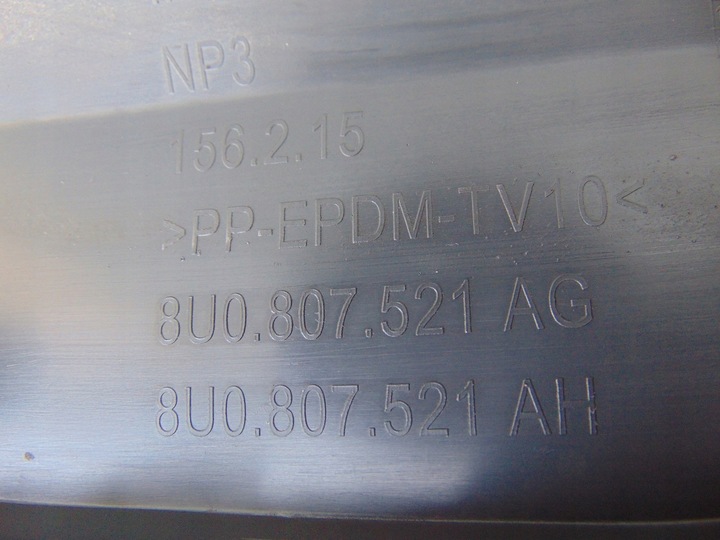 NP3
156.2.15
>PP-EPDM-TV10<
8U0.807.521 AG
8U0.807.521 AH